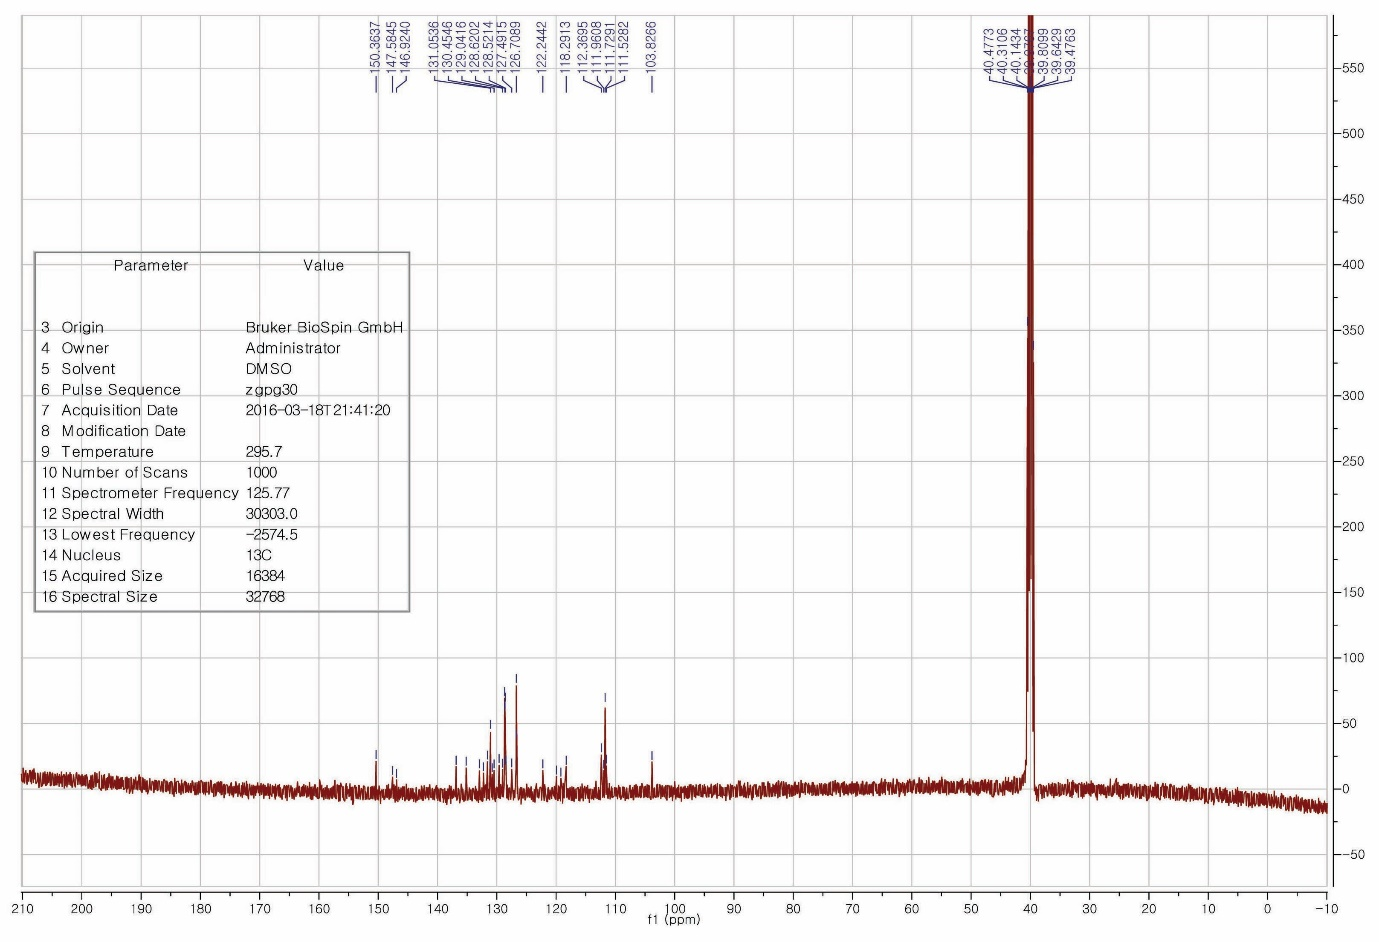 150.3637
147.5845
146.9240
131.0536
130.4546
129.0416
128.6202
128.5214
127.4915
126.7089
122.2442
118.2913
112.3695
111.9608
111.7291
111.5282
103.8266
40.4773
40.3106
40.1434
39.8099
39.6429
39.4763
550
500
450
400
350
300
250
200
150
100
50
0
-50
Parameter Value
3 Origin Bruker BioSpin GmbH
4 Owner Administrator
5 Solvent DMSO
6 Pulse Sequence zgpg30
7 Acquisition Date 2016-03-18T21:41:20
8 Modification Date
9 Temperature 295.7
10 Number of Scans 1000
11 Spectrometer Frequency 125.77
12 Spectral Width 30303.0
13 Lowest Frequency -2574.5
14 Nucleus 13C
15 Acquired Size 16384
16 Spectral Size 32768
210 200 190 180 170 160 150 140 130 120 110 100 90 80 70 60 50 40 30 20 10 0 -10
f1 (ppm)